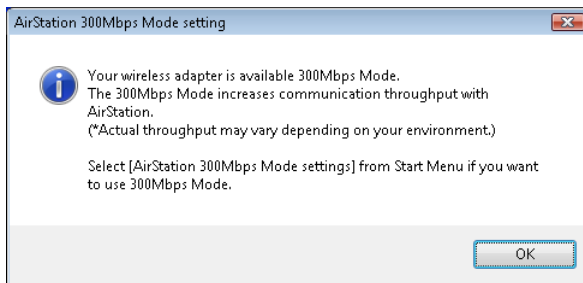 AirStation 300Mbps Mode setting
Your wireless adapter is available 300Mbps Mode.
The 300Mbps Mode increases communication throughput with
AirStation.
(*Actual throughput may vary depending on your environment.)
Select [AirStation 300Mbps Mode settings] from Start Menu if you want
to use 300Mbps Mode.
OK